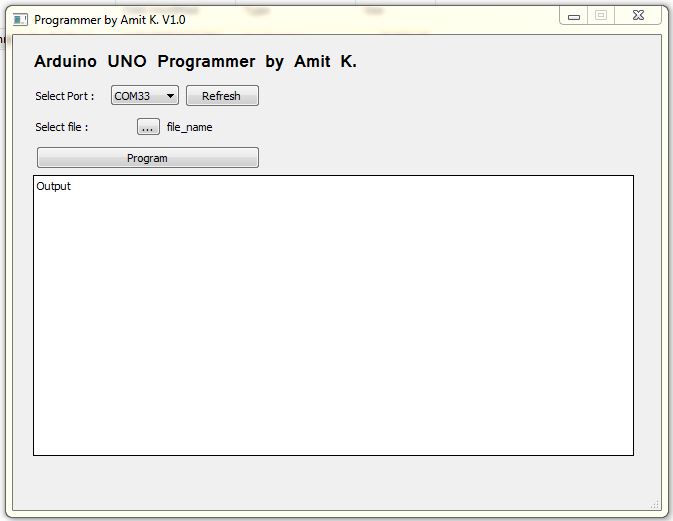 Programmer by Amit K. V1.0
Arduino UNO Programmer by Amit K.
Select Port : COM33 Refresh
Select file : ... file_name
Program
Output